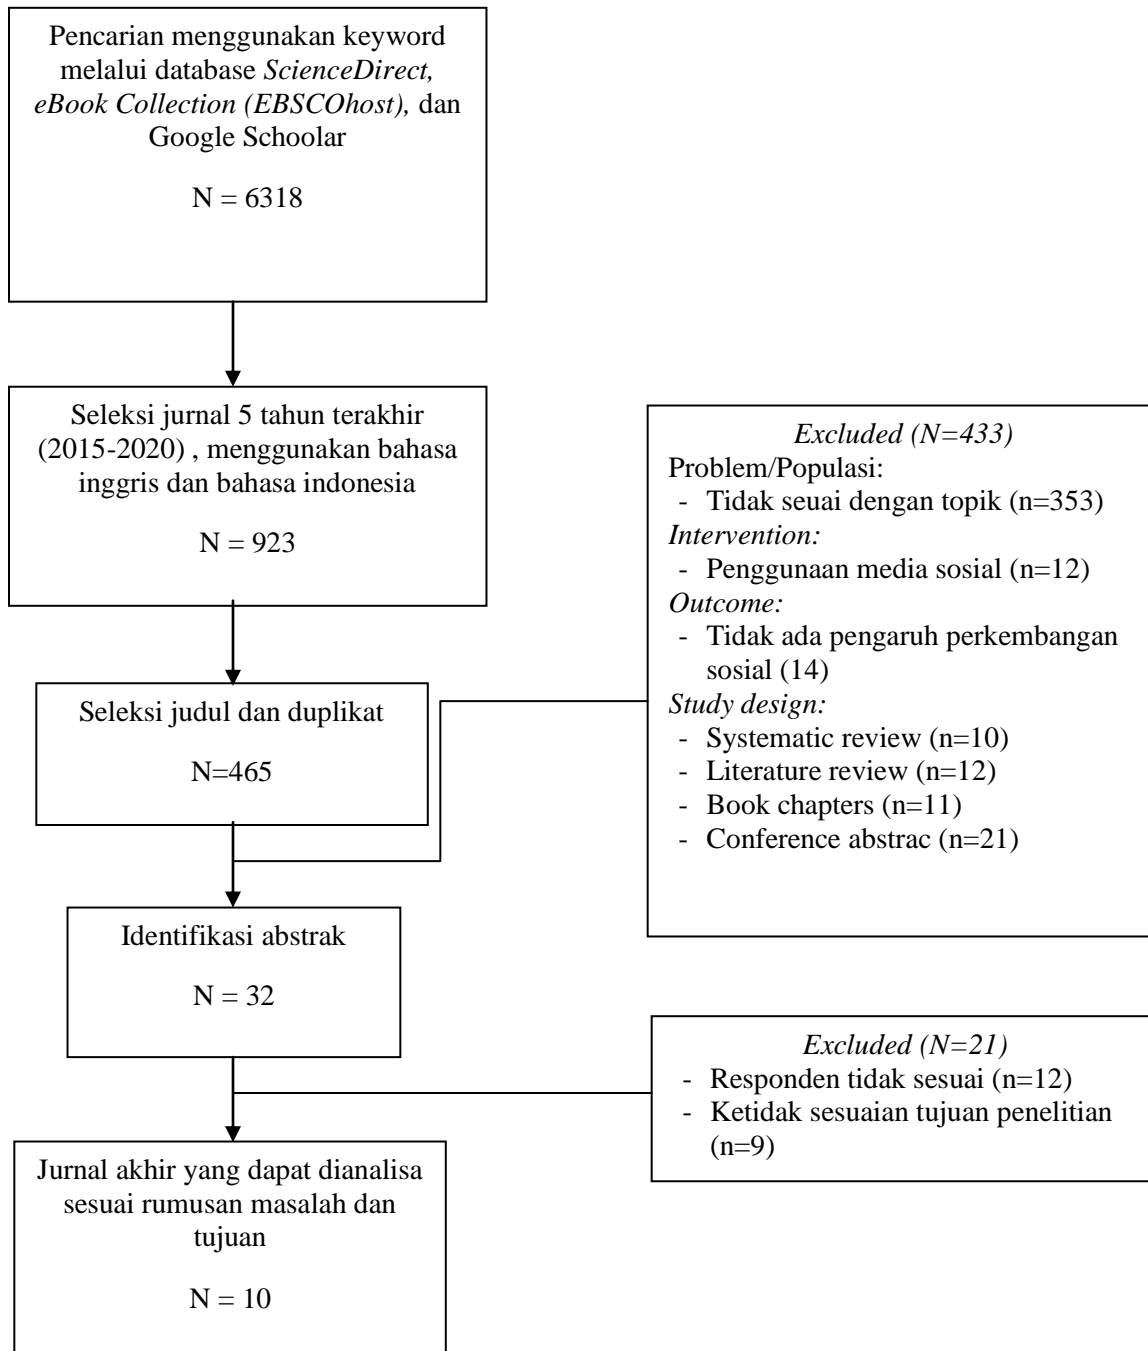 Pencarian menggunakan keyword
melalui database ScienceDirect,
eBook Collection (EBSCOhost), dan
Google Schoolar
N = 6318
Seleksi jurnal 5 tahun terakhir
(2015-2020) , menggunakan bahasa
inggris dan bahasa indonesia
N = 923
Seleksi judul dan duplikat
N=465
Excluded (N=433)
Problem/Populasi:
- Tidak seuai dengan topik (n=353)
Intervention:
- Penggunaan media sosial (n=12)
Outcome:
- Tidak ada pengaruh perkembangan
sosial (14)
Study design:
- Systematic review (n=10)
- Literature review (n=12)
- Book chapters (n=11)
- Conference abstrac (n=21)
Identifikasi abstrak
N = 32
Excluded (N=21)
- Responden tidak sesuai (n=12)
- Ketidak sesuaian tujuan penelitian
(n=9)
Jurnal akhir yang dapat dianalisa
sesuai rumusan masalah dan
tujuan
N = 10